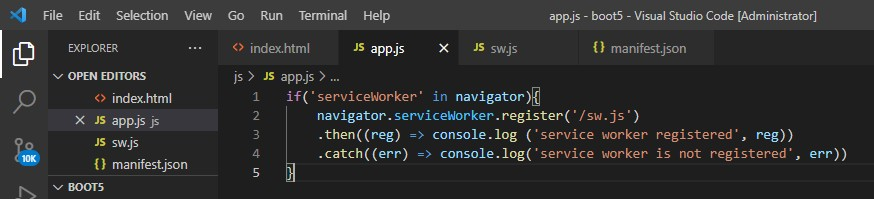 File Edit Selection View Go Run Terminal Help app.js - boot5 - Visual Studio Code [Administrator]
EXPLORER ...
index.html JS app.js × JS sw.js manifest.json
OPEN EDITORS
index.html
× JS app.js js
JS sw.js
{} manifest.json
BOOT5
10K
js > JS app.js > ...
1 if('serviceWorker' in navigator){
2 navigator.serviceWorker.register('/sw.js')
3 .then((reg) => console.log ('service worker registered', reg))
4 .catch((err) => console.log('service worker is not registered', err))
5 }